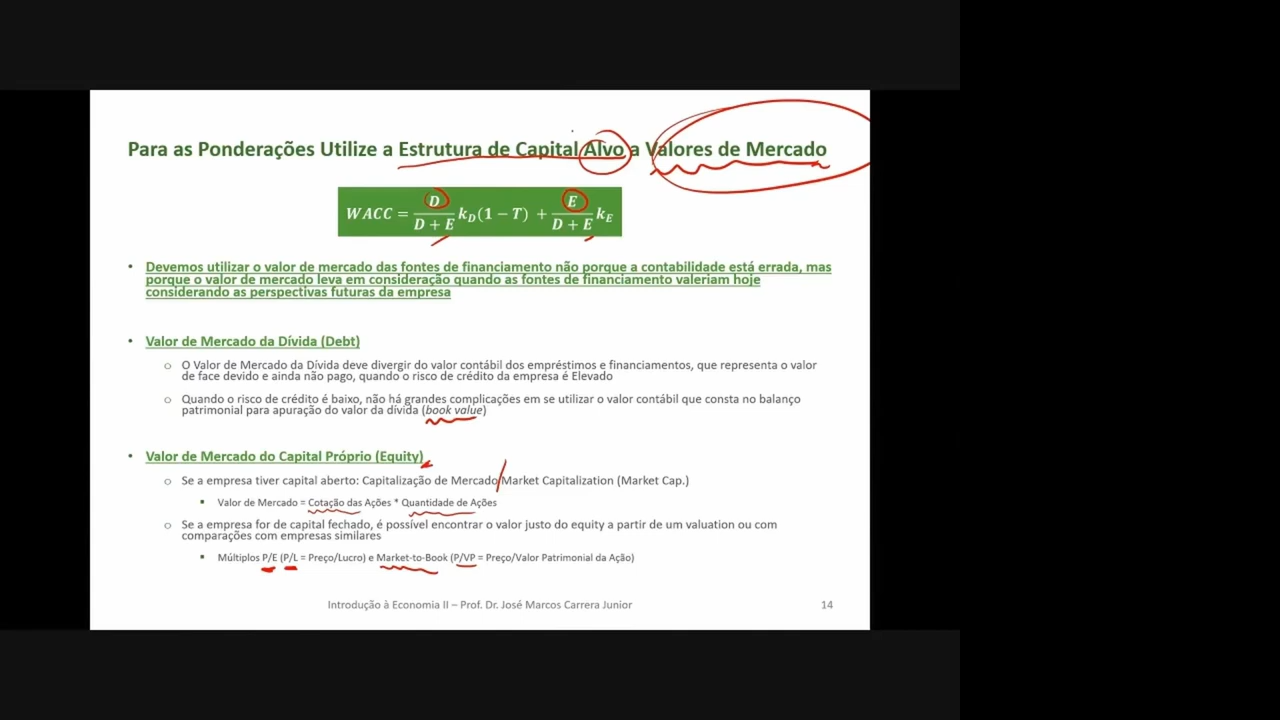 Para as Ponderações Utilize a Estrutura de Capital Alvo a Valores de Mercado
WACC = D/(D + E) k_D(1 − T) + E/(D + E) k_E
• Devemos utilizar o valor de mercado das fontes de financiamento não porque a contabilidade está errada, mas
porque o valor de mercado leva em consideração quando as fontes de financiamento valeriam hoje
considerando as perspectivas futuras da empresa
• Valor de Mercado da Dívida (Debt)
o O Valor de Mercado da Dívida deve divergir do valor contábil dos empréstimos e financiamentos, que representa o valor
de face devido e ainda não pago, quando o risco de crédito da empresa é Elevado
o Quando o risco de crédito é baixo, não há grandes complicações em se utilizar o valor contábil que consta no balanço
patrimonial para apuração do valor da dívida (book value)
• Valor de Mercado do Capital Próprio (Equity)
o Se a empresa tiver capital aberto: Capitalização de Mercado/Market Capitalization (Market Cap.)
▪ Valor de Mercado = Cotação das Ações * Quantidade de Ações
o Se a empresa for de capital fechado, é possível encontrar o valor justo do equity a partir de um valuation ou com
comparações com empresas similares
▪ Múltiplos P/E (P/L = Preço/Lucro) e Market-to-Book (P/VP = Preço/Valor Patrimonial da Ação)
Introdução à Economia II – Prof. Dr. José Marcos Carrera Junior 14